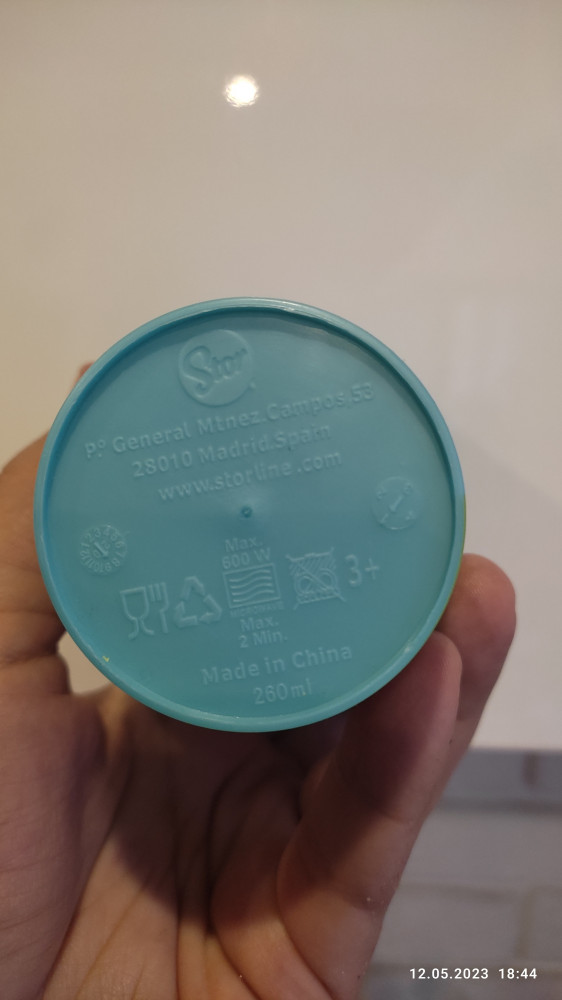 Stor
P.º General Mtnez.Campos,53
28010 Madrid.Spain
www.storline.com
Max.
600 W
MICROWAVE
Max.
2 Min.
3+
Made in China
260ml
12.05.2023 18:44